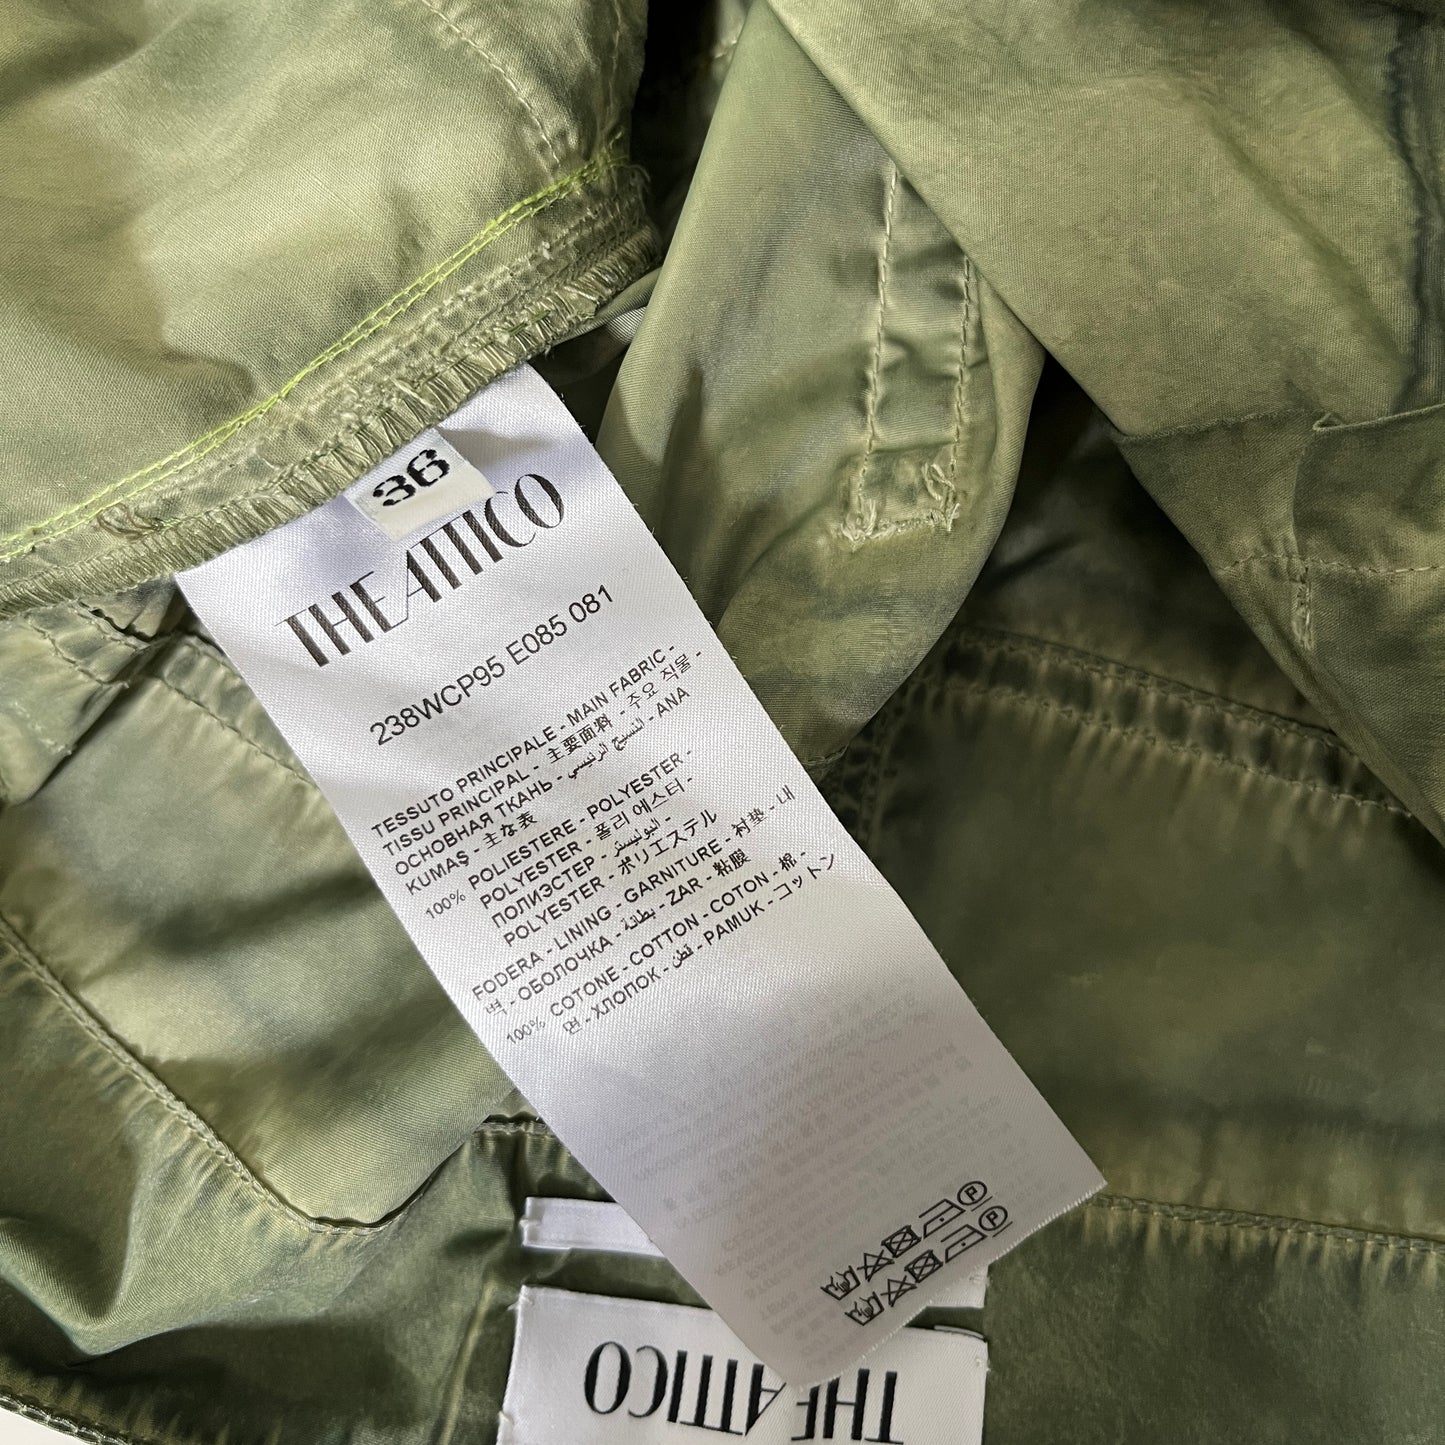 36
THE ATTICO
238WCP95 E085 081
TESSUTO PRINCIPALE - MAIN FABRIC -
TISSU PRINCIPAL - 主要面料 - 주요 직물 -
ОСНОВНАЯ ТКАНЬ - النسيج الرئيسي - ANA
KUMAŞ - 主な表
100% POLIESTERE - POLYESTER -
POLYESTER - 폴리 에스터 -
ПОЛИЭСТЕР - البوليستر -
POLYESTER - ポリエステル
FODERA - LINING - GARNITURE - 衬垫 - 내
벽 - ОБОЛОЧКА - بطانة - ZAR - 粘膜
100% COTONE - COTTON - COTON - 棉 -
면 - ХЛОПОК - قطن - PAMUK - コットン
P
P
THE ATTICO